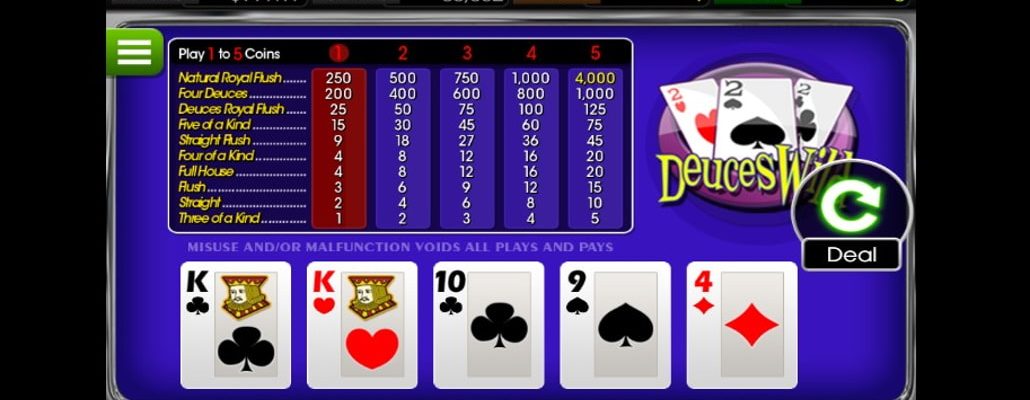 Play 1 to 5 Coins 1 2 3 4 5
Natural Royal Flush ...... 250 500 750 1,000 4,000
Four Deuces .................. 200 400 600 800 1,000
Deuces Royal Flush ...... 25 50 75 100 125
Five of a Kind ................ 15 30 45 60 75
Straight Flush ............... 9 18 27 36 45
Four of a Kind ............... 4 8 12 16 20
Full House ..................... 4 8 12 16 20
Flush .............................. 3 6 9 12 15
Straight ......................... 2 4 6 8 10
Three of a Kind .............. 1 2 3 4 5
2 2 2
Deuces Wild
Deal
MISUSE AND/OR MALFUNCTION VOIDS ALL PLAYS AND PAYS
K K 10 9 4